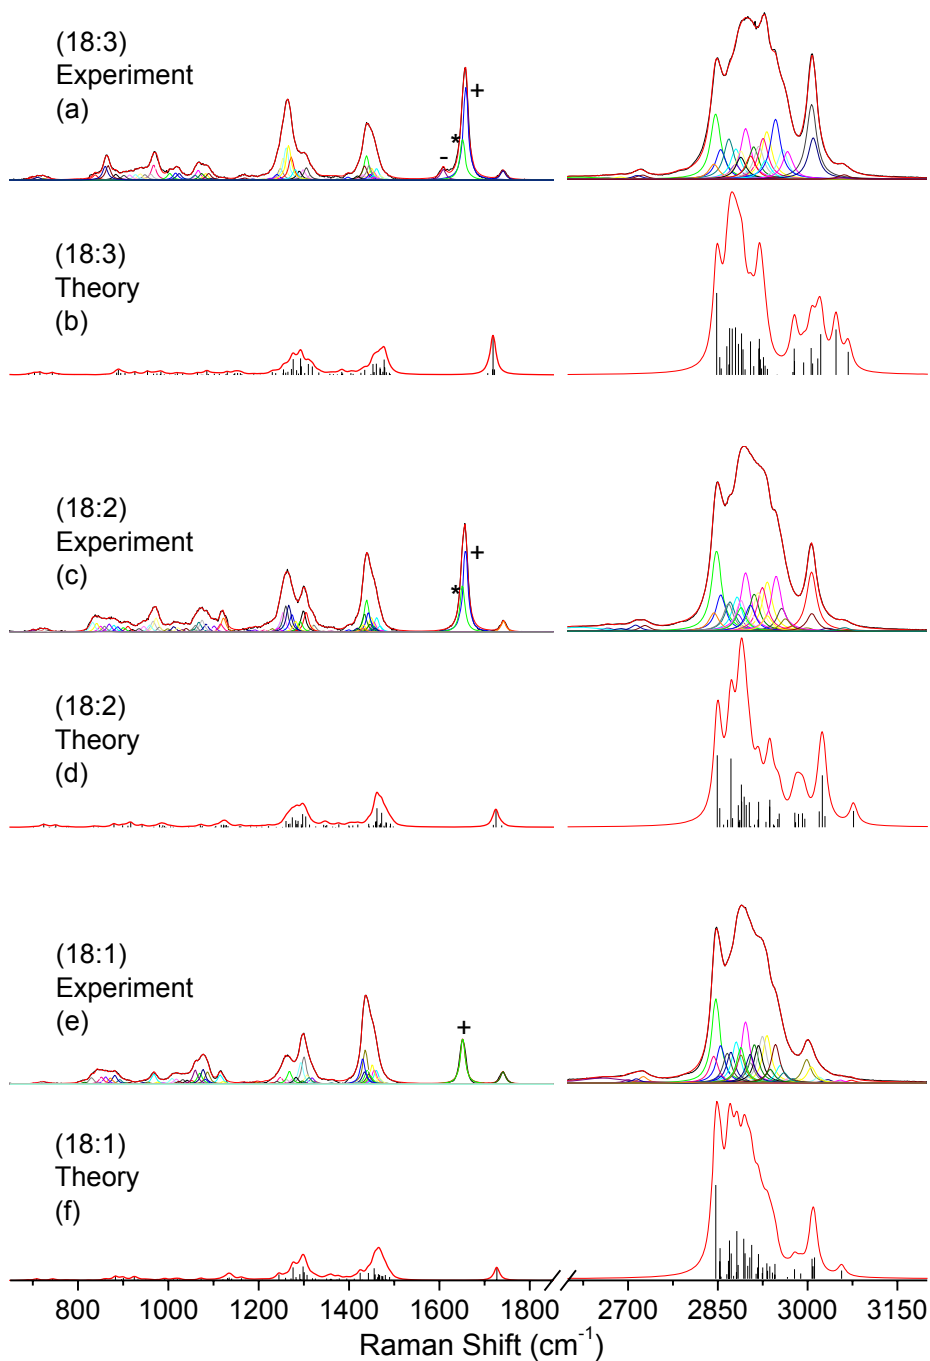 (18:3)
Experiment
(a)
*
+
-
(18:3)
Theory
(b)
(18:2)
Experiment
(c)
*
+
(18:2)
Theory
(d)
(18:1)
Experiment
(e)
+
(18:1)
Theory
(f)
800 1000 1200 1400 1600 1800 2700 2850 3000 3150
Raman Shift (cm⁻¹)